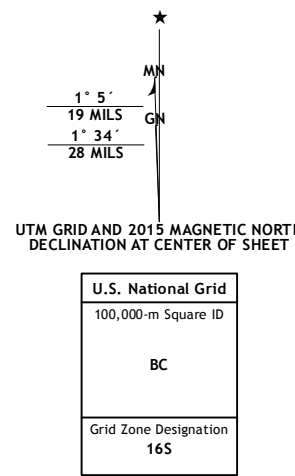 ★
MN
1° 5´
19 MILS
GN
1° 34´
28 MILS
UTM GRID AND 2015 MAGNETIC NORTH
DECLINATION AT CENTER OF SHEET
U.S. National Grid
100,000-m Square ID
BC
Grid Zone Designation
16S